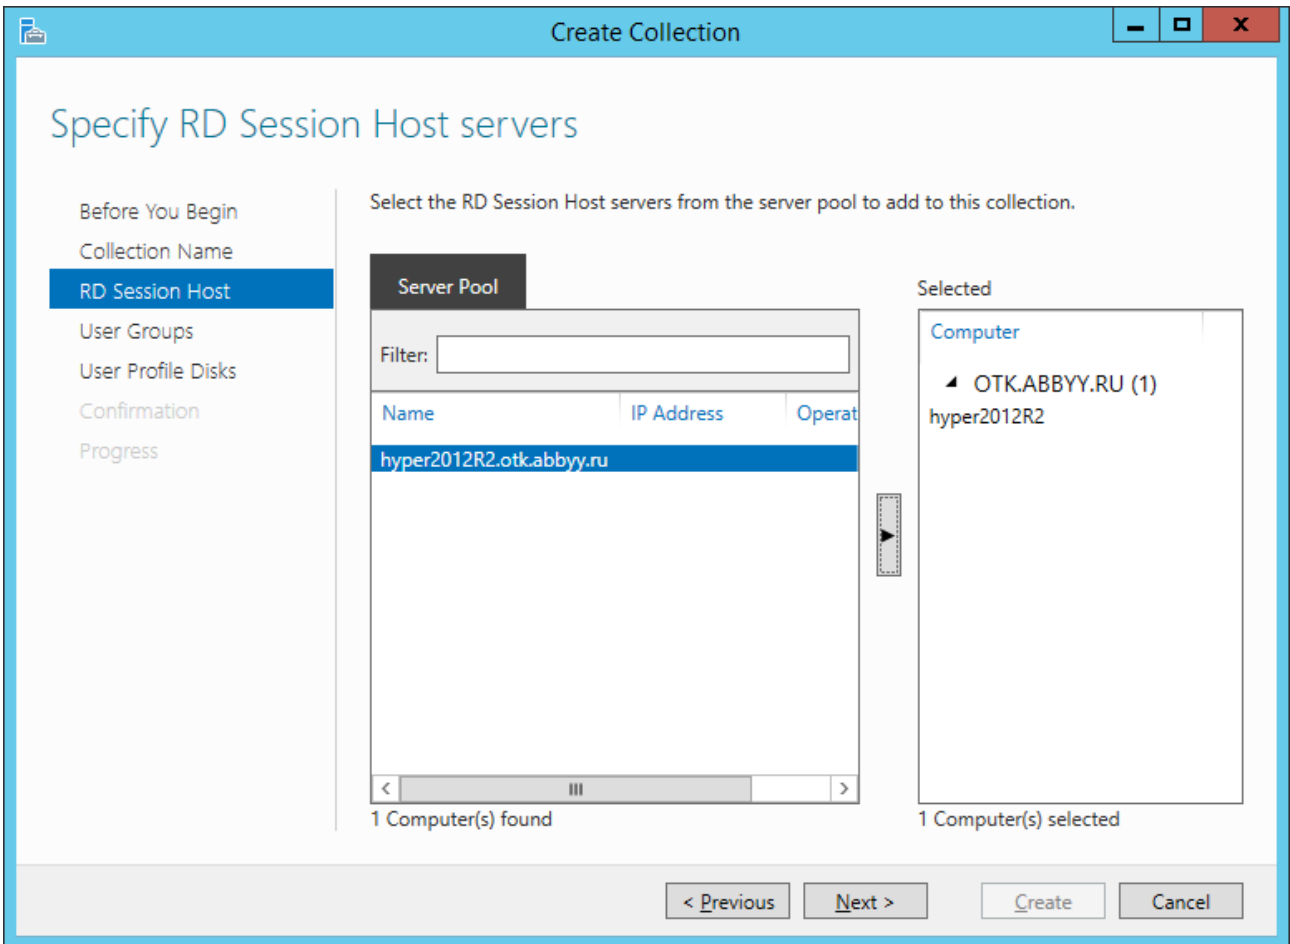 Create Collection
Specify RD Session Host servers
Before You Begin
Collection Name
RD Session Host
User Groups
User Profile Disks
Confirmation
Progress
Select the RD Session Host servers from the server pool to add to this collection.
Server Pool
Filter:
Name IP Address Operat
hyper2012R2.otk.abbyy.ru
1 Computer(s) found
Selected
Computer
OTK.ABBYY.RU (1)
hyper2012R2
1 Computer(s) selected
< Previous Next > Create Cancel